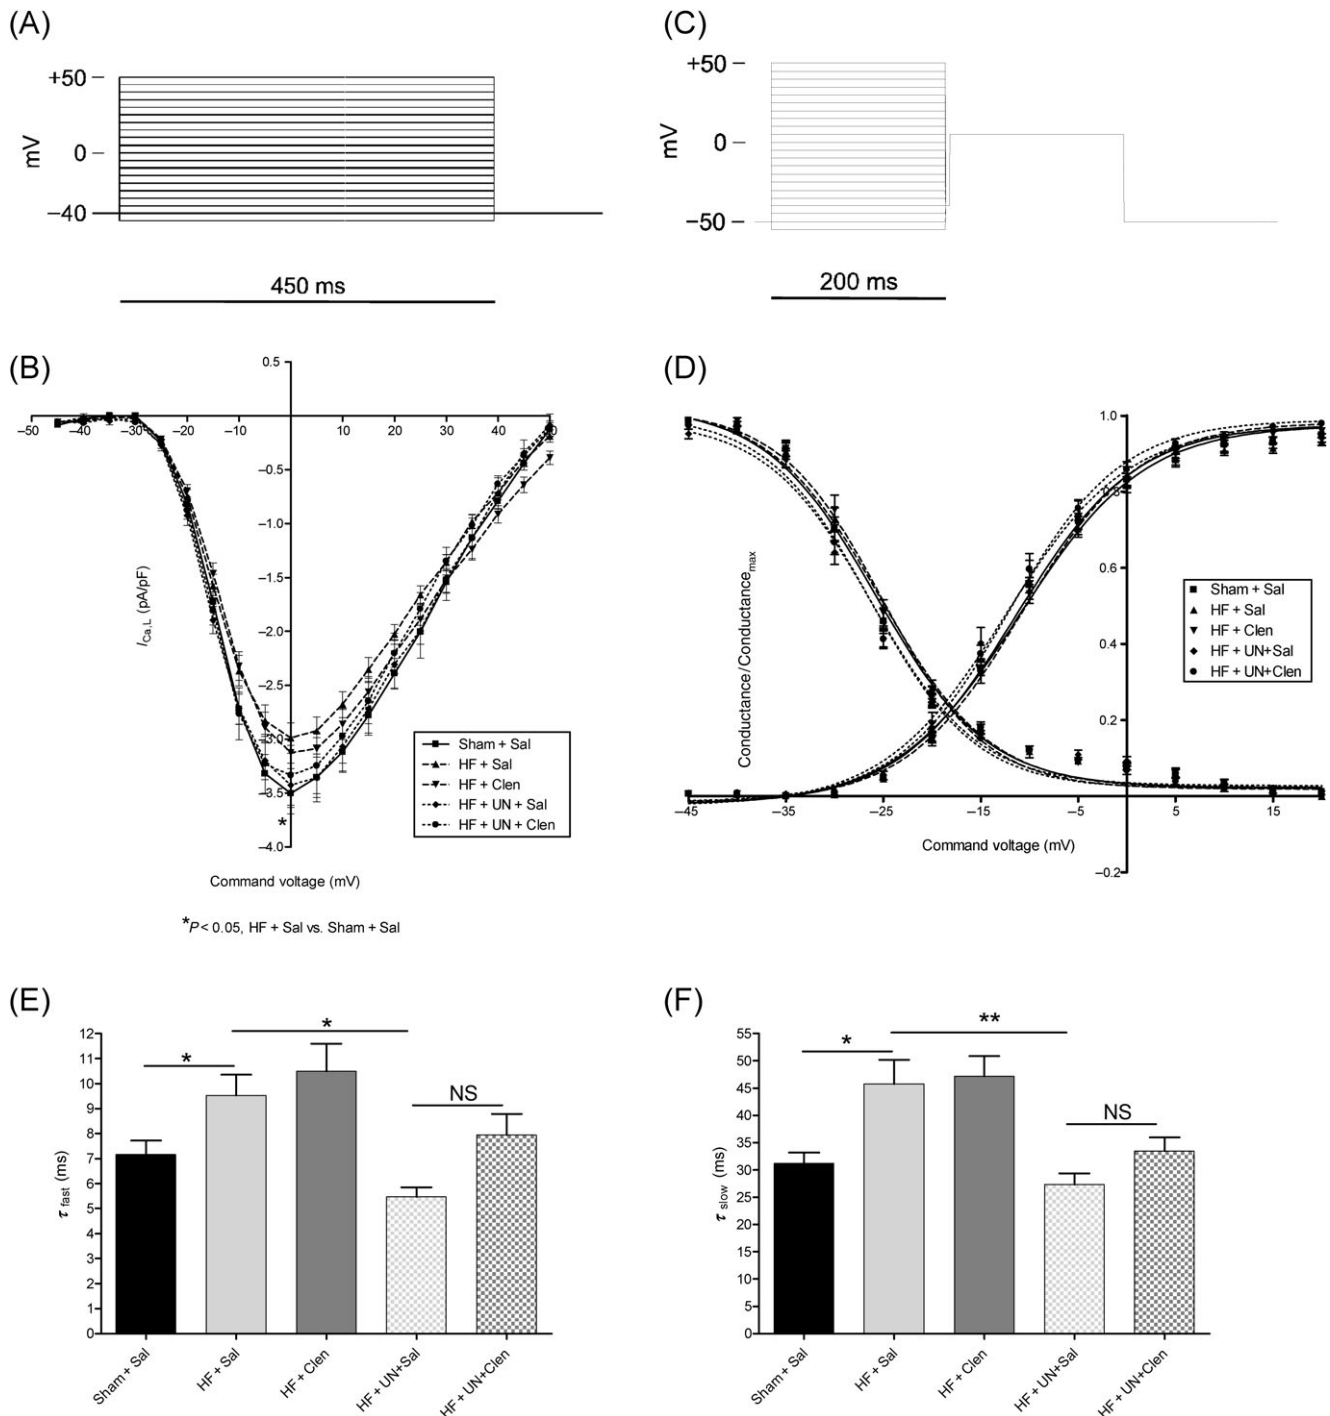 (A)
+50
0
−40
mV
450 ms
(C)
+50
0
−50
mV
200 ms
(B)
0.5
−50 −40 −30 −20 −10 10 20 30 40
−0.5
−1.0
−1.5
−2.0
−2.5
−3.0
−3.5
−4.0
*
I Ca,L (pA/pF)
Sham + Sal
HF + Sal
HF + Clen
HF + UN + Sal
HF + UN + Clen
Command voltage (mV)
*P < 0.05, HF + Sal vs. Sham + Sal
(D)
1.0
0.6
0.4
0.2
−0.2
−45 −35 −25 −15 −5 5 15
Conductance/Conductance max
Sham + Sal
HF + Sal
HF + Clen
HF + UN+Sal
HF + UN+Clen
Command voltage (mV)
(E)
12
11
10
9
8
7
6
5
4
3
2
1
0
τ fast (ms)
*
*
NS
Sham + Sal
HF + Sal
HF + Clen
HF + UN+Sal
HF + UN+Clen
(F)
55
50
45
40
35
30
25
20
15
10
5
0
τ slow (ms)
*
**
NS
Sham + Sal
HF + Sal
HF + Clen
HF + UN+Sal
HF + UN+Clen